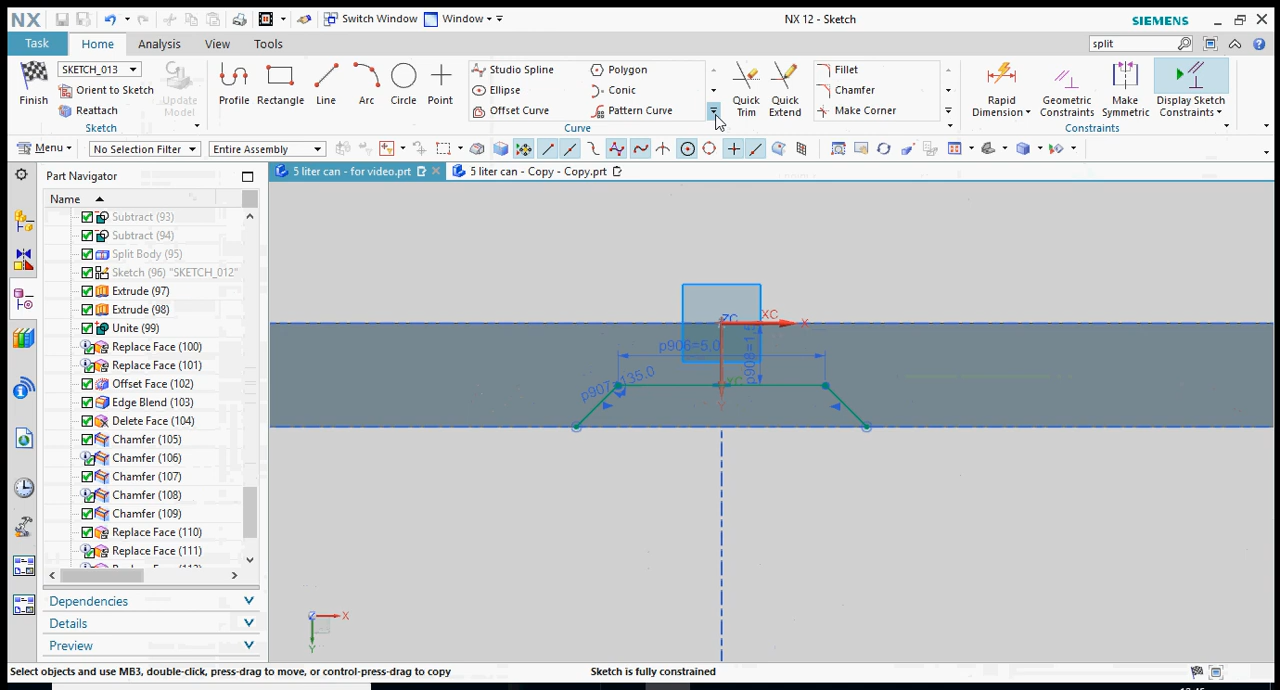 NX
Switch Window
Window
NX 12 - Sketch
SIEMENS
Task
Home
Analysis
View
Tools
split
Finish
SKETCH_013
Orient to Sketch
Reattach
Update
Model
Sketch
Profile
Rectangle
Line
Arc
Circle
Point
Studio Spline
Ellipse
Offset Curve
Polygon
Conic
Pattern Curve
Curve
Quick
Trim
Quick
Extend
Fillet
Chamfer
Make Corner
Rapid
Dimension
Geometric
Constraints
Make
Symmetric
Display Sketch
Constraints
Constraints
Menu
No Selection Filter
Entire Assembly
Part Navigator
5 liter can - for video.prt
5 liter can - Copy - Copy.prt
Name
Subtract (93)
Subtract (94)
Split Body (95)
Sketch (96) "SKETCH_012"
Extrude (97)
Extrude (98)
Unite (99)
Replace Face (100)
Replace Face (101)
Offset Face (102)
Edge Blend (103)
Delete Face (104)
Chamfer (105)
Chamfer (106)
Chamfer (107)
Chamfer (108)
Chamfer (109)
Replace Face (110)
Replace Face (111)
Dependencies
Details
Preview
ZC
XC
X
p906=5,0
p908=1,5
p907=135.0
YC
Y
Z
X
Y
Select objects and use MB3, double-click, press-drag to move, or control-press-drag to copy
Sketch is fully constrained